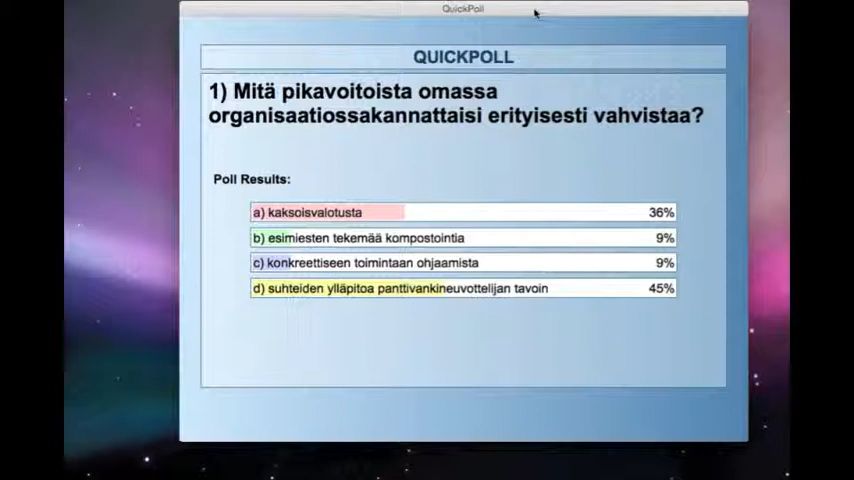 QuickPoll
QUICKPOLL
1) Mitä pikavoitoista omassa
organisaatiossakannattaisi erityisesti vahvistaa?
Poll Results:
a) kaksoisvalotusta 36%
b) esimiesten tekemää kompostointia 9%
c) konkreettiseen toimintaan ohjaamista 9%
d) suhteiden ylläpitoa panttivankineuvottelijan tavoin 45%